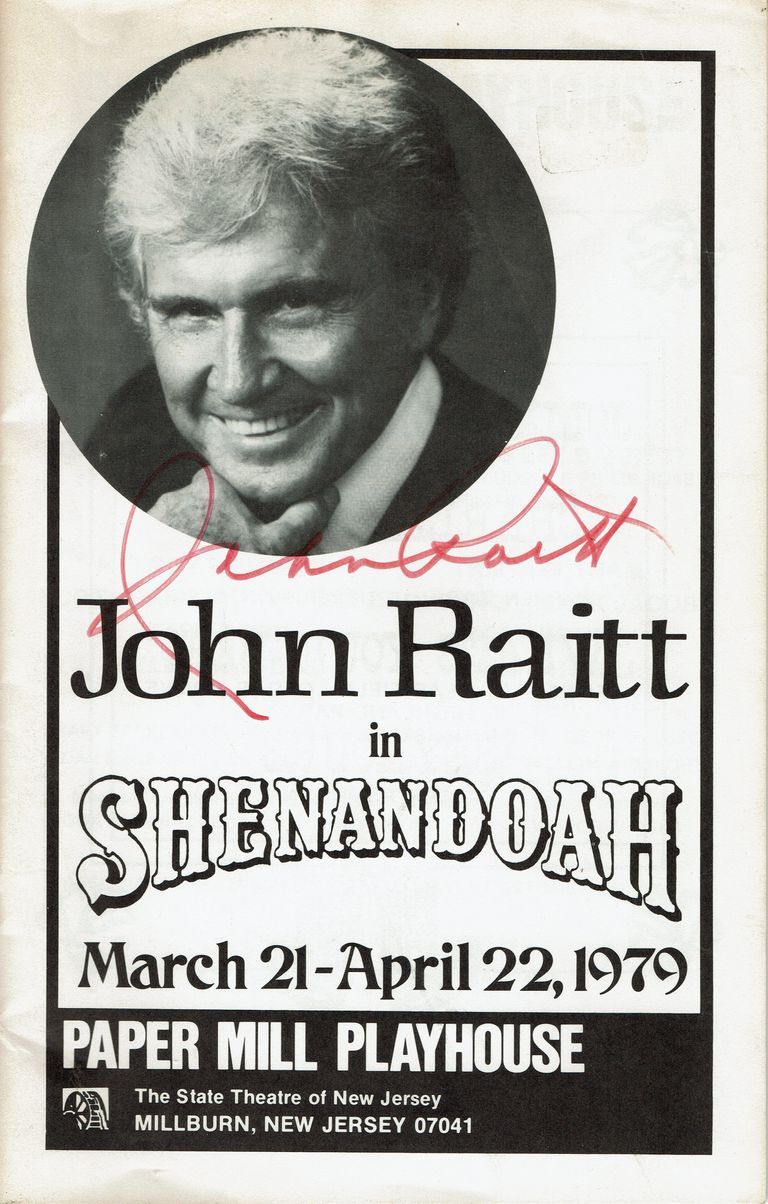 John Raitt
John Raitt
in
SHENANDOAH
March 21-April 22, 1979
PAPER MILL PLAYHOUSE
The State Theatre of New Jersey
MILLBURN, NEW JERSEY 07041